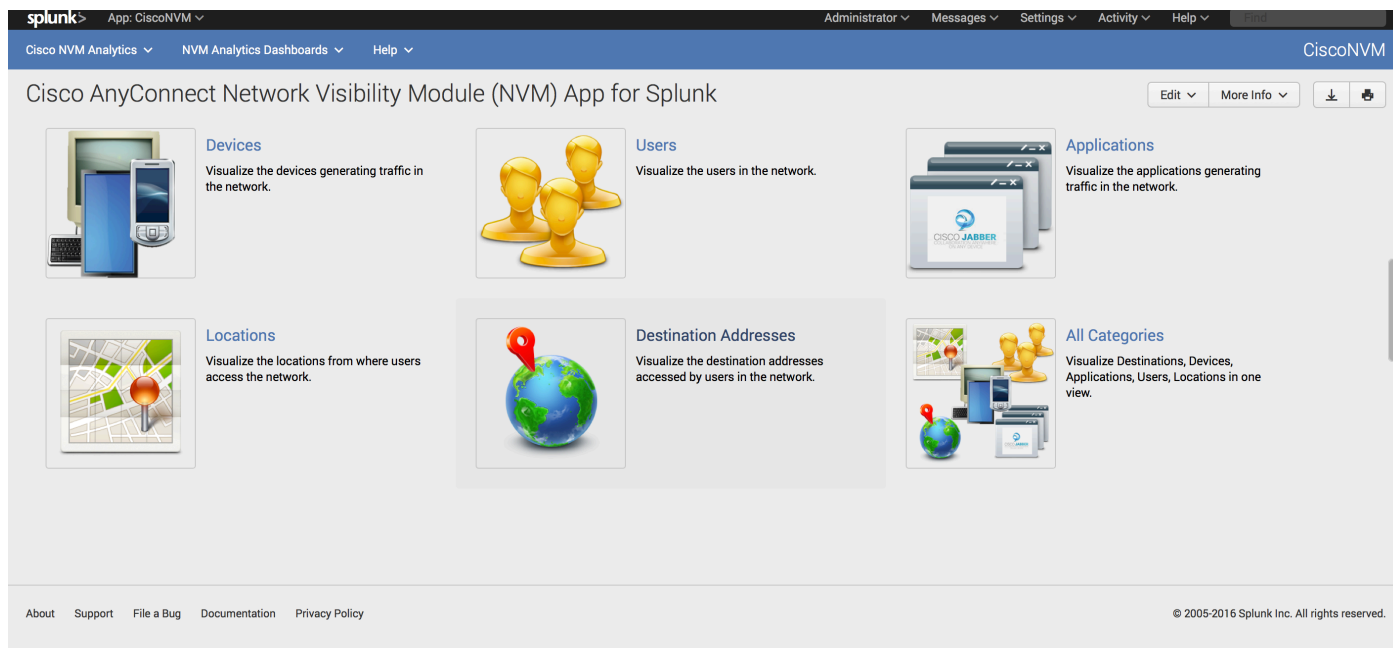 splunk> App: CiscoNVM Administrator Messages Settings Activity Help Find
Cisco NVM Analytics NVM Analytics Dashboards Help CiscoNVM
Cisco AnyConnect Network Visibility Module (NVM) App for Splunk Edit More Info
Devices
Visualize the devices generating traffic in
the network.
Users
Visualize the users in the network.
Applications
Visualize the applications generating
traffic in the network.
CISCO JABBER
Locations
Visualize the locations from where users
access the network.
Destination Addresses
Visualize the destination addresses
accessed by users in the network.
All Categories
Visualize Destinations, Devices,
Applications, Users, Locations in one
view.
About Support File a Bug Documentation Privacy Policy © 2005-2016 Splunk Inc. All rights reserved.